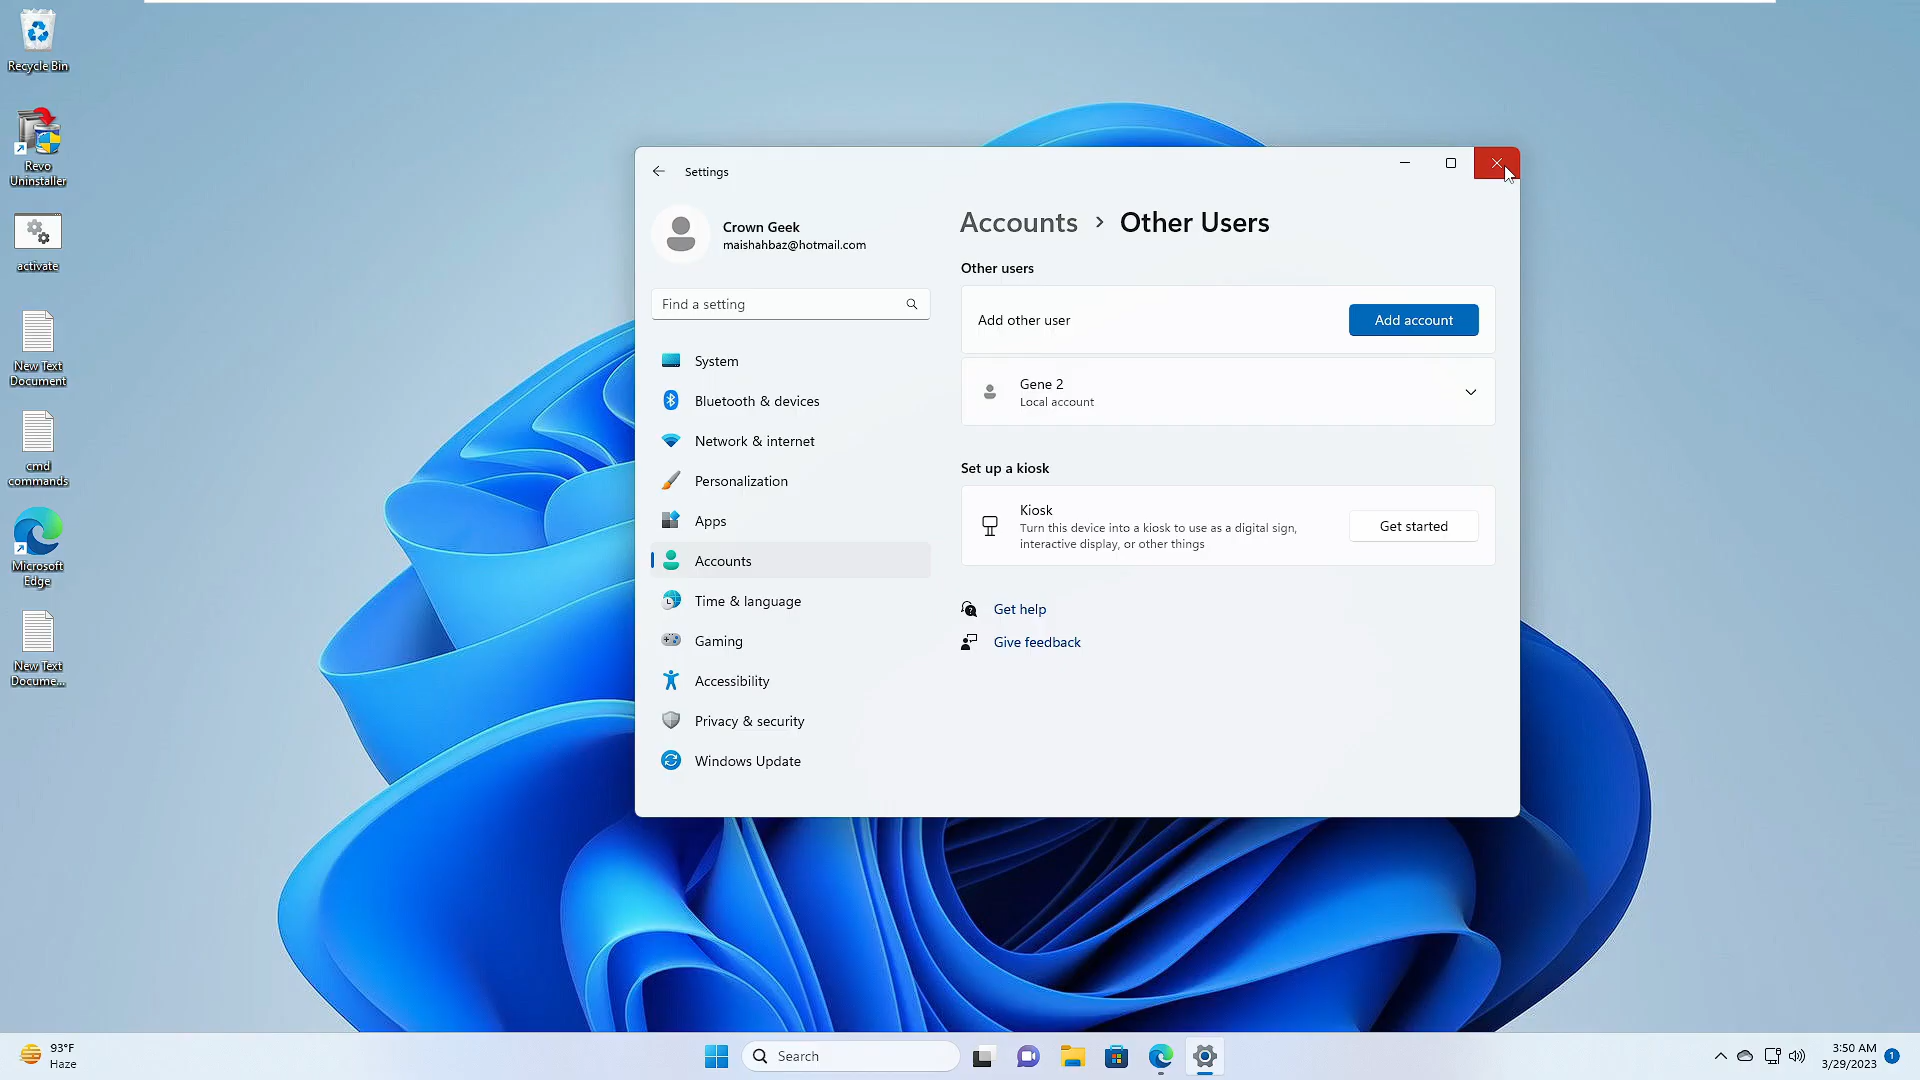 Recycle Bin
Revo
Uninstaller
activate
New Text
Document
cmd
commands
Microsoft
Edge
New Text
Docume...
Settings
Crown Geek
maishahbaz@hotmail.com
Find a setting
System
Bluetooth & devices
Network & internet
Personalization
Apps
Accounts
Time & language
Gaming
Accessibility
Privacy & security
Windows Update
Accounts > Other Users
Other users
Add other user
Add account
Gene 2
Local account
Set up a kiosk
Kiosk
Turn this device into a kiosk to use as a digital sign,
interactive display, or other things
Get started
Get help
Give feedback
93°F
Haze
Search
3:50 AM
3/29/2023
1